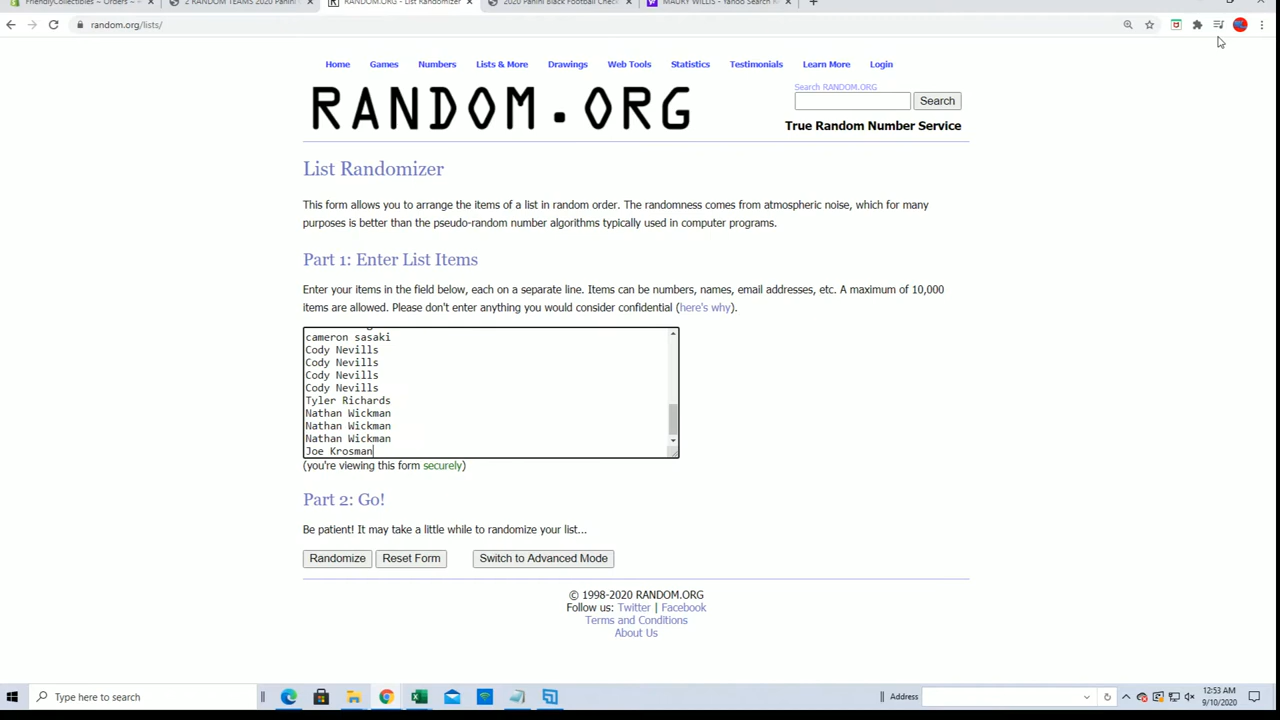 FriendlyCollectibles ~ Orders ~
2 RANDOM TEAMS 2020 Panini
RANDOM.ORG - List Randomizer
2020 Panini Black Football Check
MAURY WILLIS - Yahoo Search R
random.org/lists/
Home Games Numbers Lists & More Drawings Web Tools Statistics Testimonials Learn More Login
RANDOM.ORG
Search RANDOM.ORG
Search
True Random Number Service
List Randomizer
This form allows you to arrange the items of a list in random order. The randomness comes from atmospheric noise, which for many
purposes is better than the pseudo-random number algorithms typically used in computer programs.
Part 1: Enter List Items
Enter your items in the field below, each on a separate line. Items can be numbers, names, email addresses, etc. A maximum of 10,000
items are allowed. Please don't enter anything you would consider confidential (here's why).
cameron sasaki
Cody Nevills
Cody Nevills
Cody Nevills
Cody Nevills
Tyler Richards
Nathan Wickman
Nathan Wickman
Nathan Wickman
Joe Krosman
(you're viewing this form securely)
Part 2: Go!
Be patient! It may take a little while to randomize your list...
Randomize Reset Form Switch to Advanced Mode
© 1998-2020 RANDOM.ORG
Follow us: Twitter | Facebook
Terms and Conditions
About Us
Type here to search
Address
12:53 AM
9/10/2020